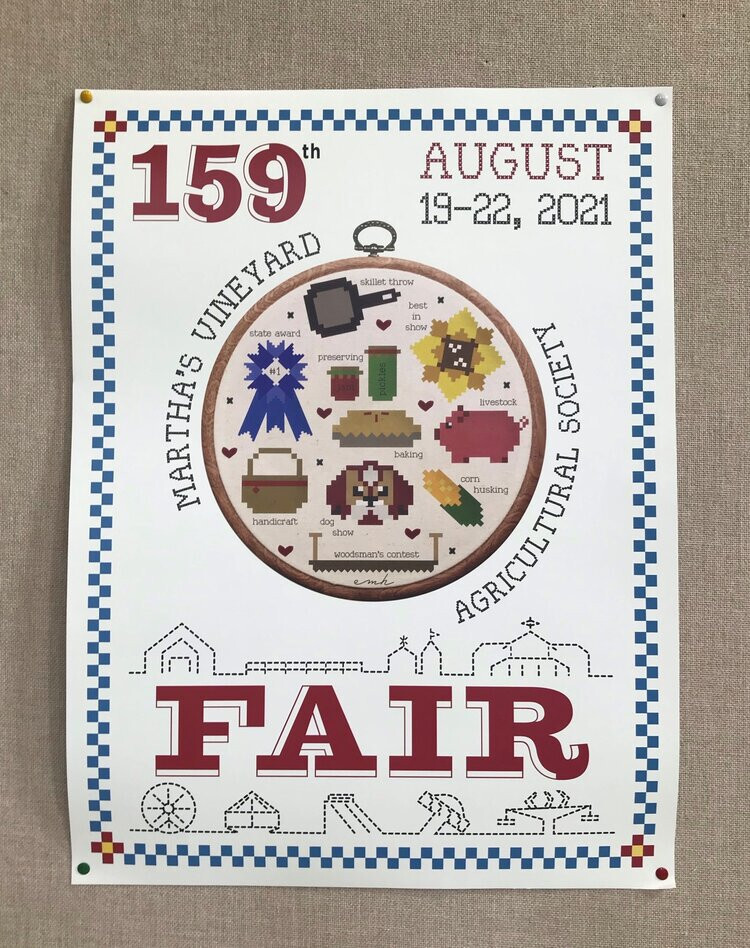 159th
AUGUST
19-22, 2021
MARTHA'S VINEYARD
AGRICULTURAL SOCIETY
skillet throw
best
in
show
state award
#1
preserving
pickles
livestock
baking
corn
husking
handicraft
dog
show
woodsman's contest
emh
FAIR